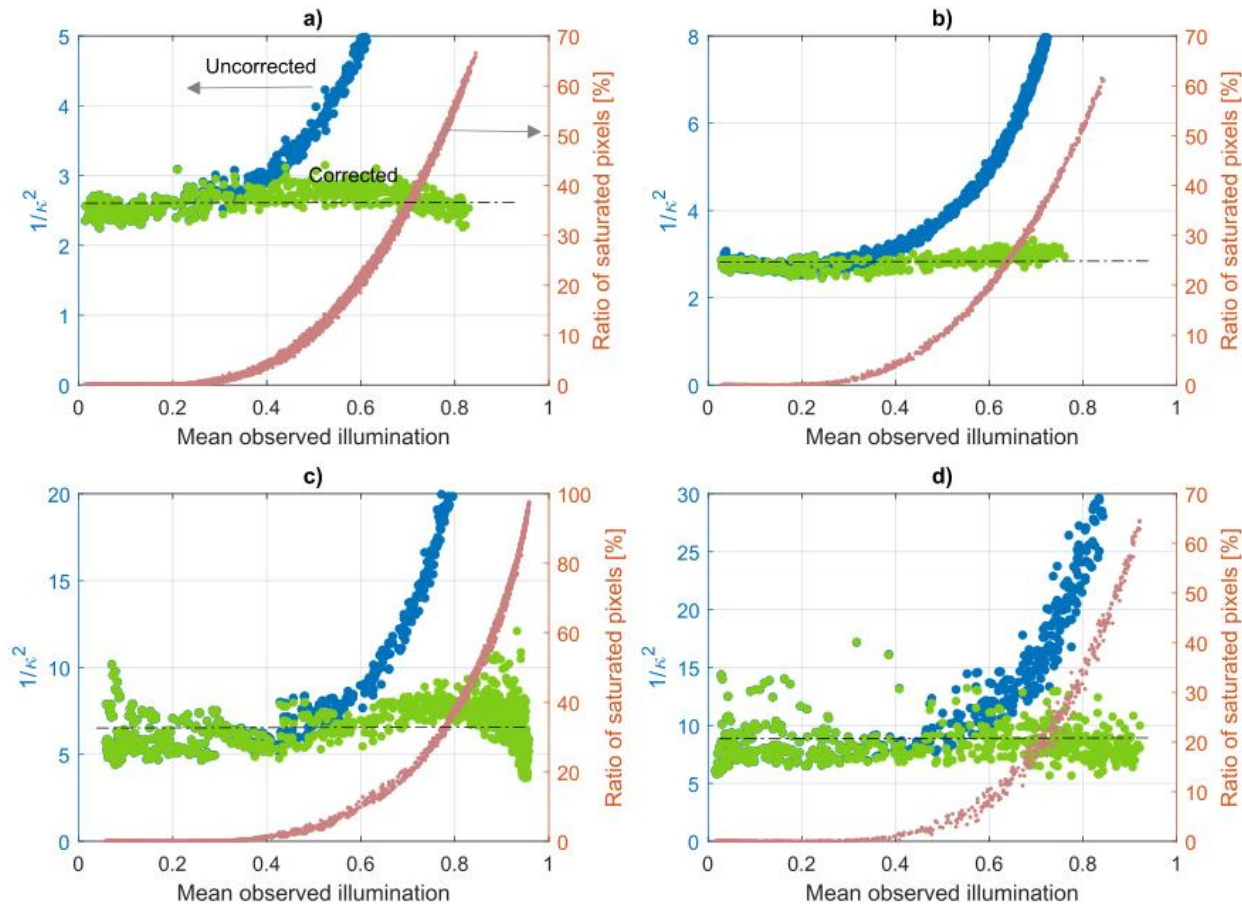 a)
5
4
3
2
1
0
1/κ²
Uncorrected
Corrected
70
60
50
40
30
20
10
0
Ratio of saturated pixels [%]
0 0.2 0.4 0.6 0.8 1
Mean observed illumination
b)
8
6
4
2
0
1/κ²
70
60
50
40
30
20
10
0
Ratio of saturated pixels [%]
0 0.2 0.4 0.6 0.8 1
Mean observed illumination
c)
20
15
10
5
0
1/κ²
100
80
60
40
20
0
Ratio of saturated pixels [%]
0 0.2 0.4 0.6 0.8 1
Mean observed illumination
d)
30
25
20
15
10
5
0
1/κ²
70
60
50
40
30
20
10
0
Ratio of saturated pixels [%]
0 0.2 0.4 0.6 0.8 1
Mean observed illumination